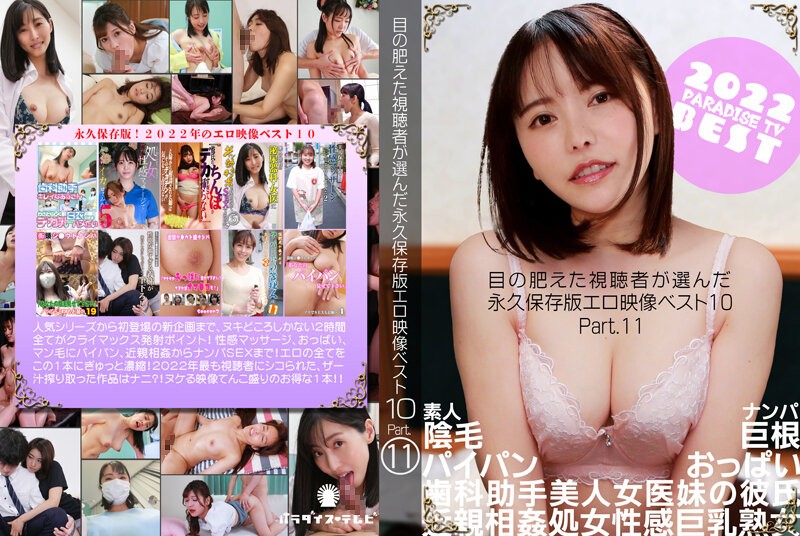 永久保存版!2022年のエロ映像ベスト10
人気シリーズから初登場の新企画まで、ヌキどころしかない2時間
全てがクライマックス発射ポイント!性感マッサージ、おっぱい、
マン毛にパイパン、近親相姦からナンパSEXまで!エロの全てを
この1本にぎゅっと濃縮!2022年最も視聴者にシコられた、ザー
汁搾り取った作品はナニ?!ヌケる映像てんこ盛りのお得な1本!!
パラダイステレビ
目の肥えた視聴者が選んだ永久保存版エロ映像ベスト10 Part.11
2022
PARADISE TV
BEST
目の肥えた視聴者が選んだ
永久保存版エロ映像ベスト10
Part.11
素人 ナンパ
陰毛 巨根
パイパン おっぱい
歯科助手美人女医妹の彼氏
近親相姦処女性感巨乳熟女